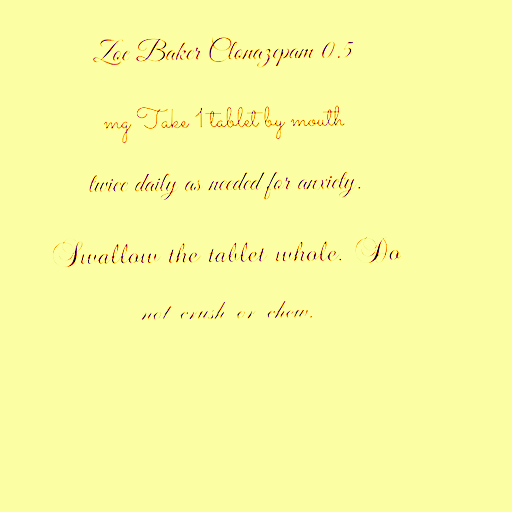 Zoe Baker Clonazepam 0.5
mg Take 1 tablet by mouth
twice daily as needed for anxiety.
Swallow the tablet whole. Do
not crush or chew.